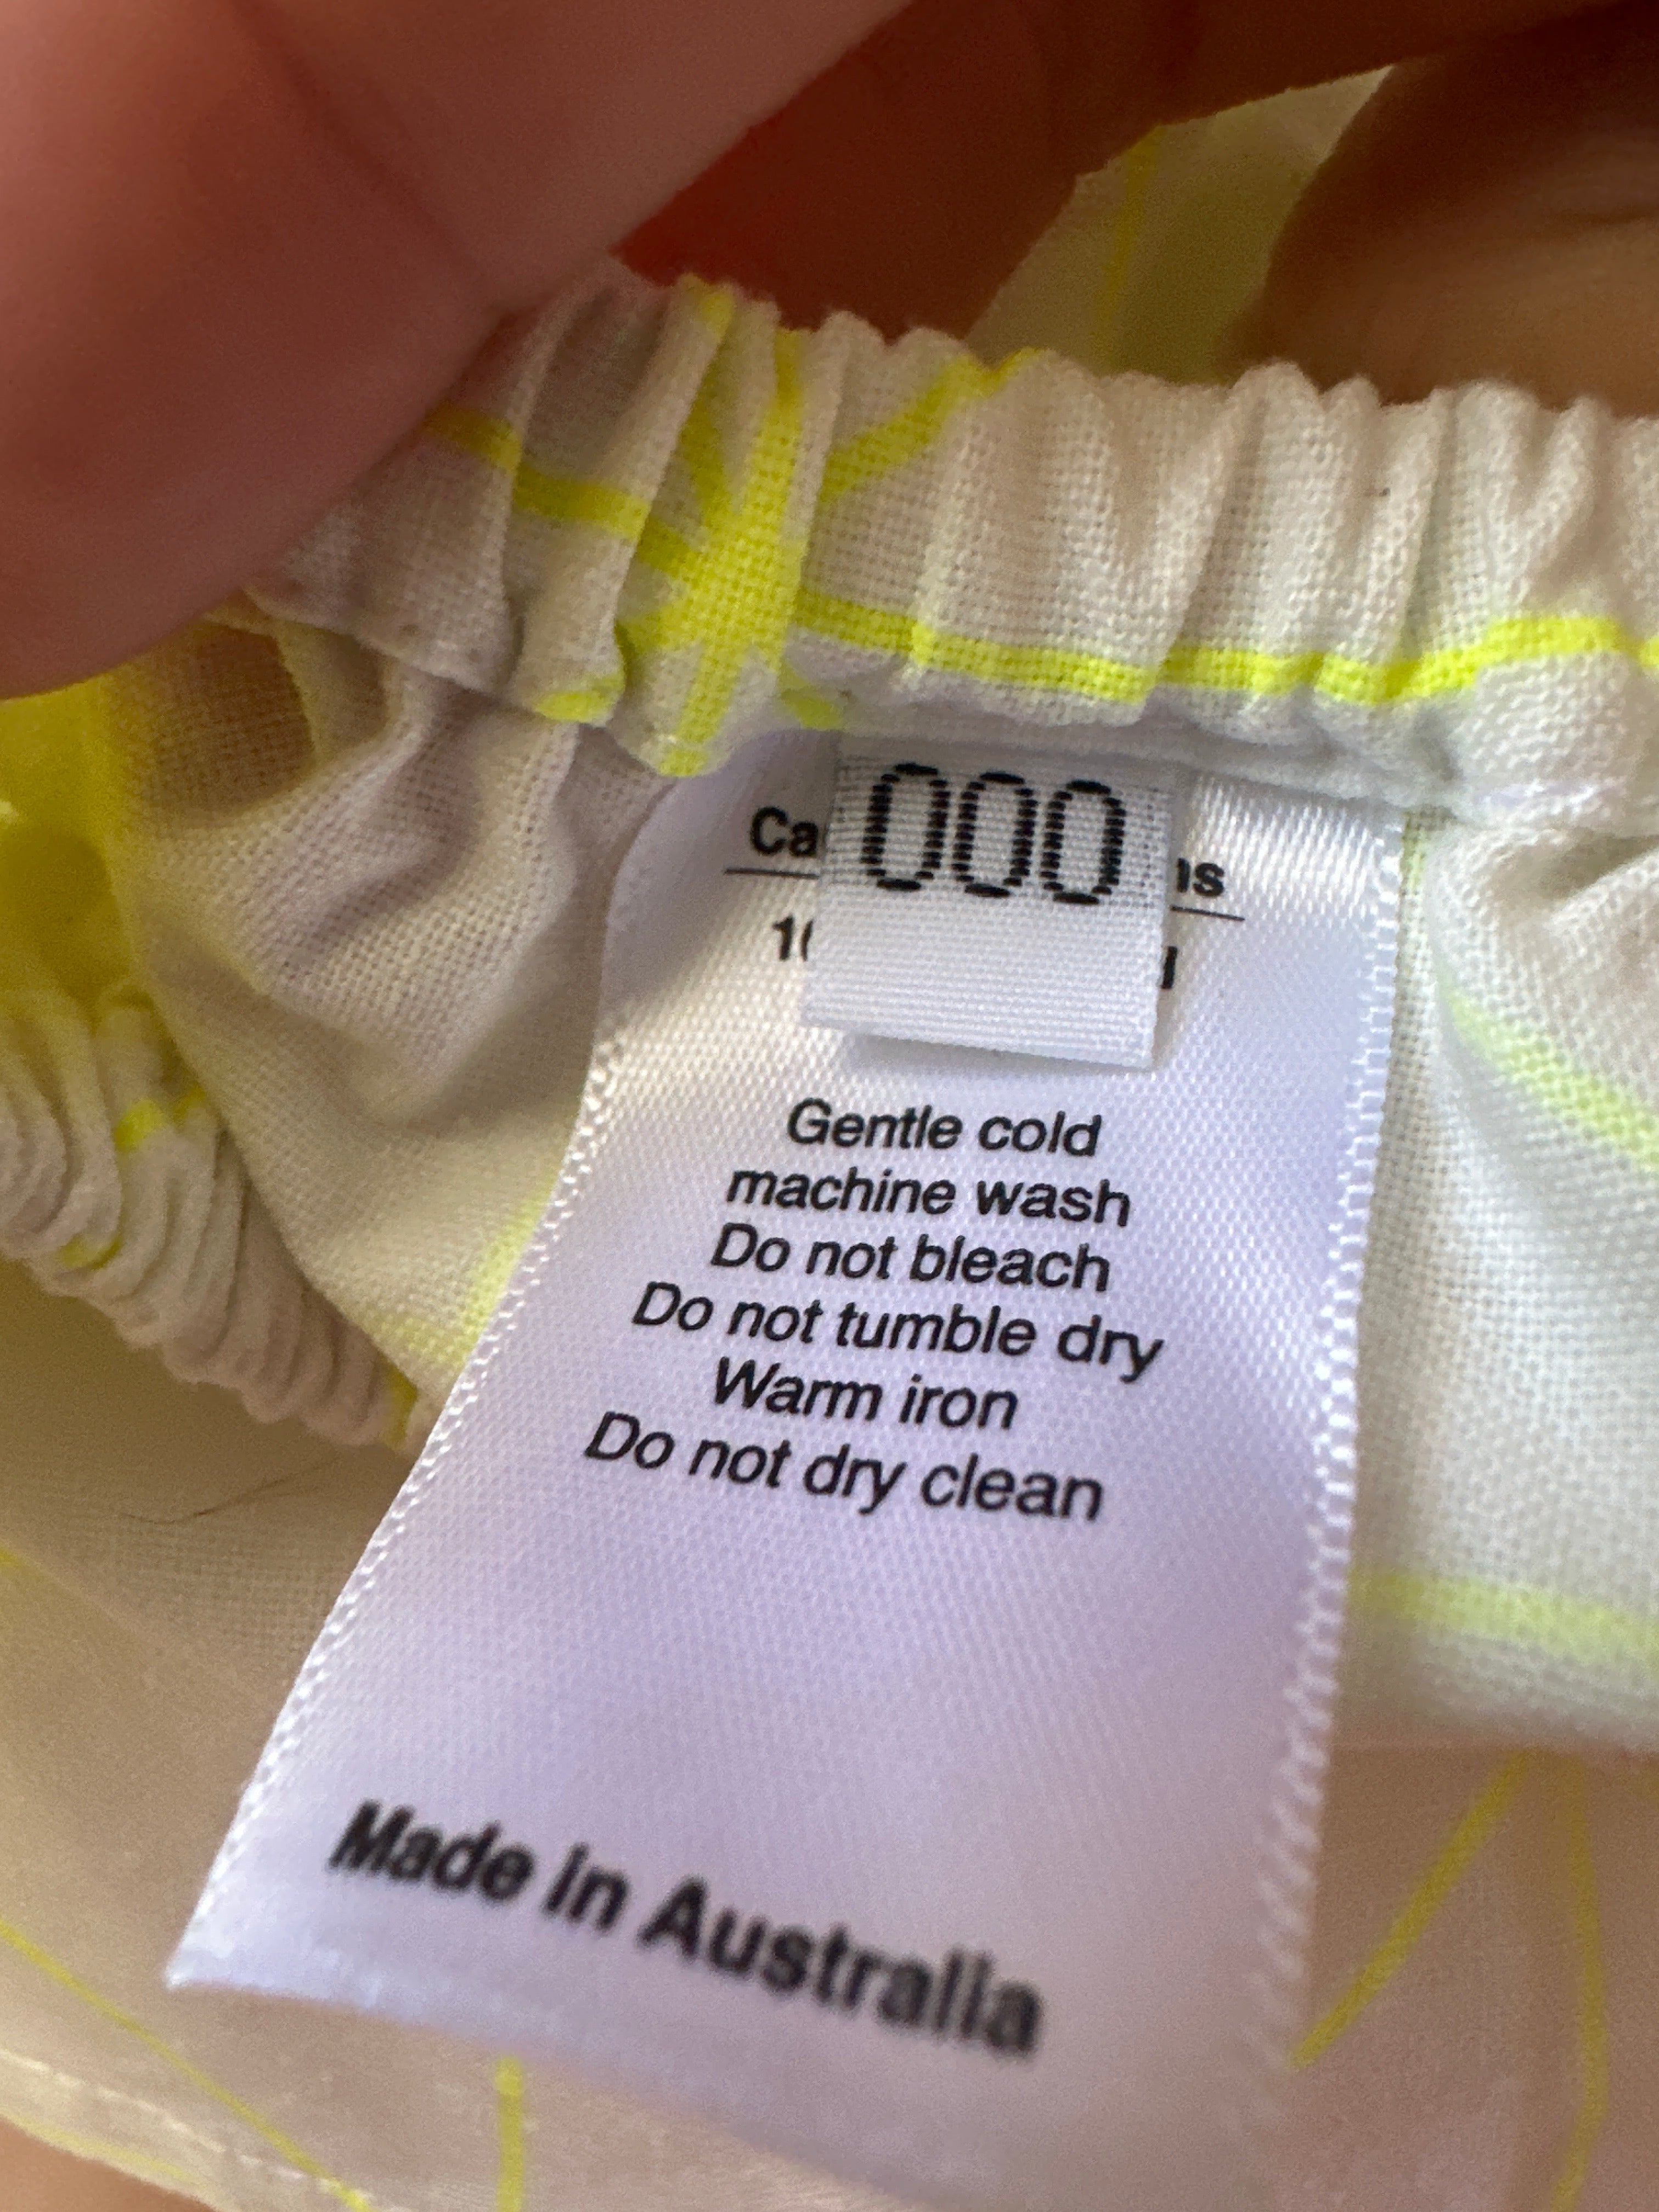 000
Gentle cold
machine wash
Do not bleach
Do not tumble dry
Warm iron
Do not dry clean
Made in Australia